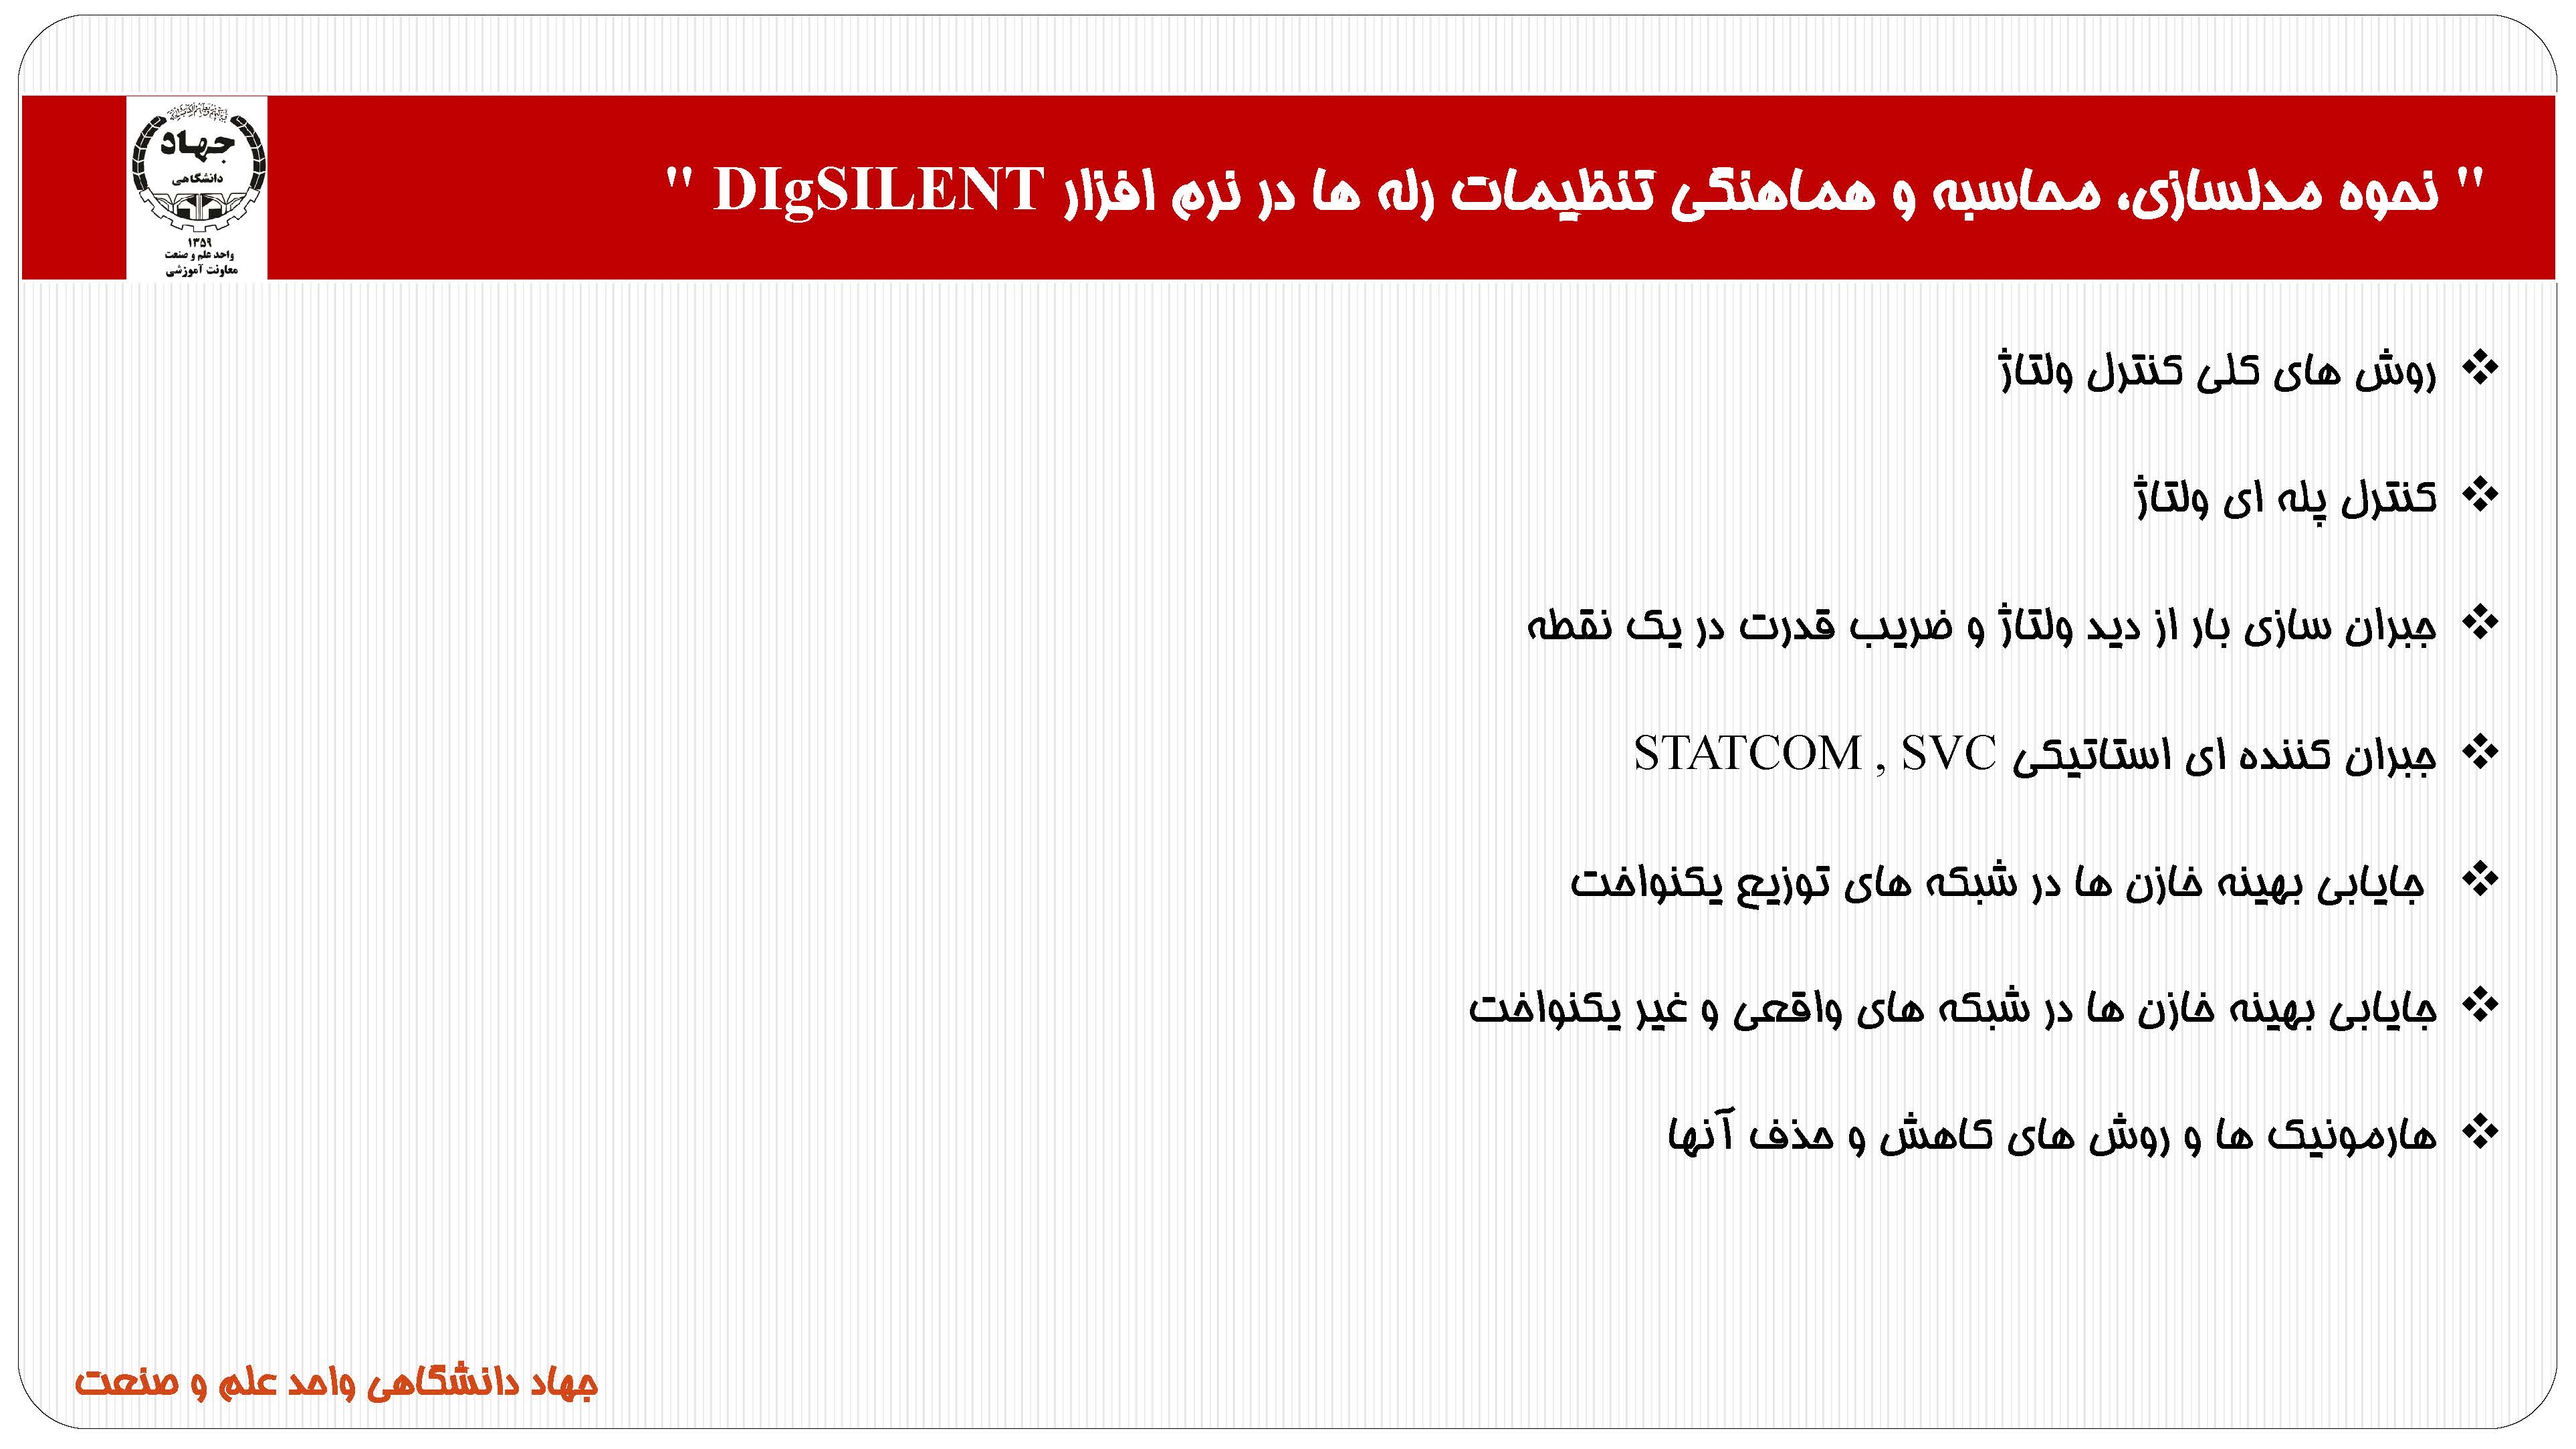 " نحوه مدلسازی، محاسبه و هماهنگی تنظیمات رله ها در نرم افزار DIgSILENT "
جهاد
دانشگاهی
۱۳۵۹
واحد علم و صنعت
معاونت آموزشی
❖ روش های کلی کنترل ولتاژ
❖ کنترل پله ای ولتاژ
❖ جبران سازی بار از دید ولتاژ و ضریب قدرت در یک نقطه
❖ جبران کننده ای استاتیکی STATCOM , SVC
❖ جایابی بهینه خازن ها در شبکه های توزیع یکنواخت
❖ جایابی بهینه خازن ها در شبکه های واقعی و غیر یکنواخت
❖ هارمونیک ها و روش های کاهش و حذف آنها
جهاد دانشگاهی واحد علم و صنعت